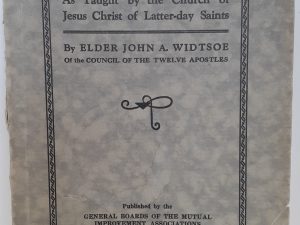 As Taught by the Church of
Jesus Christ of Latter-day Saints
By ELDER JOHN A. WIDTSOE
Of the COUNCIL OF THE TWELVE APOSTLES
Published by the
GENERAL BOARDS OF THE MUTUAL
IMPROVEMENT ASSOCIATIONS